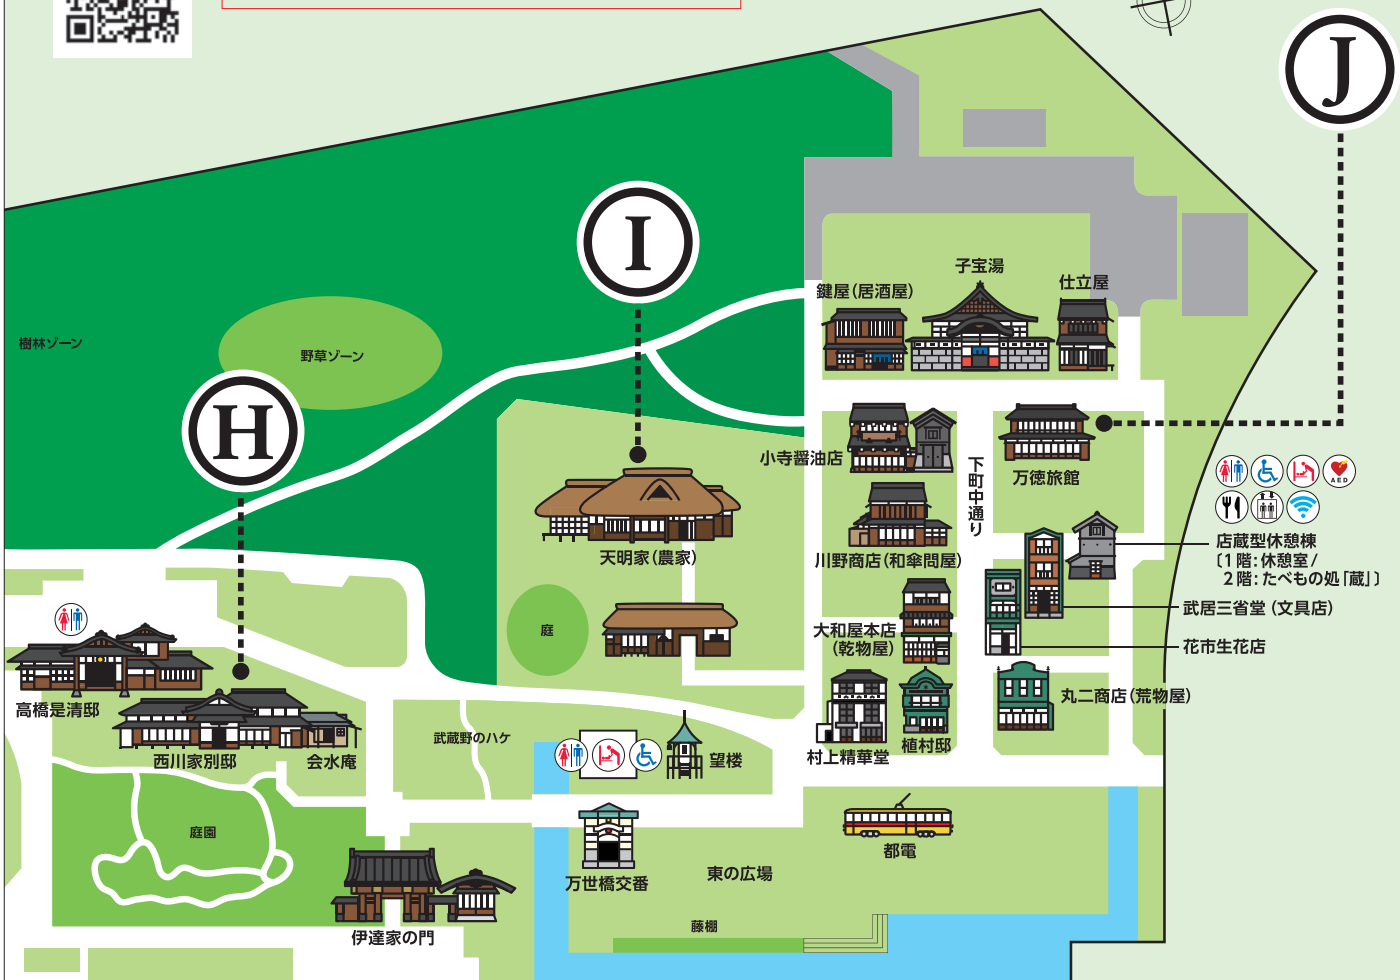 J
I
子宝湯
仕立屋
鍵屋(居酒屋)
樹林ゾーン
野草ゾーン
H
小寺醤油店
下町中通り
万徳旅館
AED
店蔵型休憩棟
〔1階:休憩室/
2階:たべもの処「蔵」〕
天明家(農家)
川野商店(和傘問屋)
武居三省堂(文具店)
庭
大和屋本店
(乾物屋)
花市生花店
丸二商店(荒物屋)
高橋是清邸
武蔵野のハケ
望楼
村上精華堂
植村邸
西川家別邸
会水庵
庭園
都電
万世橋交番
東の広場
藤棚
伊達家の門